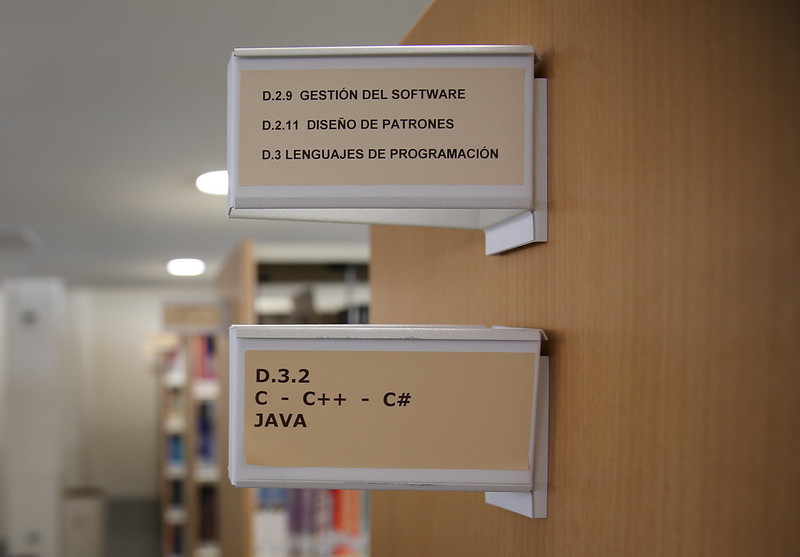 D.2.9 GESTIÓN DEL SOFTWARE
D.2.11 DISEÑO DE PATRONES
D.3 LENGUAJES DE PROGRAMACIÓN
D.3.2
C - C++ - C#
JAVA